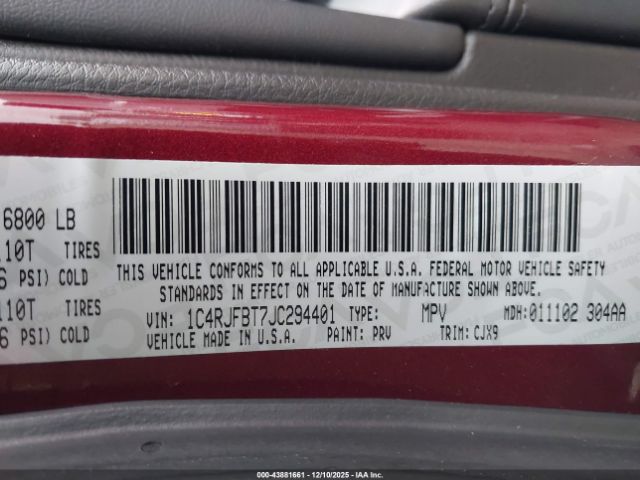 6800 LB
110T TIRES
6 PSI) COLD
110T TIRES
6 PSI) COLD
THIS VEHICLE CONFORMS TO ALL APPLICABLE U.S.A. FEDERAL MOTOR VEHICLE SAFETY
STANDARDS IN EFFECT ON THE DATE OF MANUFACTURE SHOWN ABOVE.
VIN: 1C4RJFBT7JC294401 TYPE: MPV MDH: 011102 304AA
VEHICLE MADE IN U.S.A. PAINT: PRV TRIM: CJX9
000-43881661 - 12/10/2025 - IAA Inc.